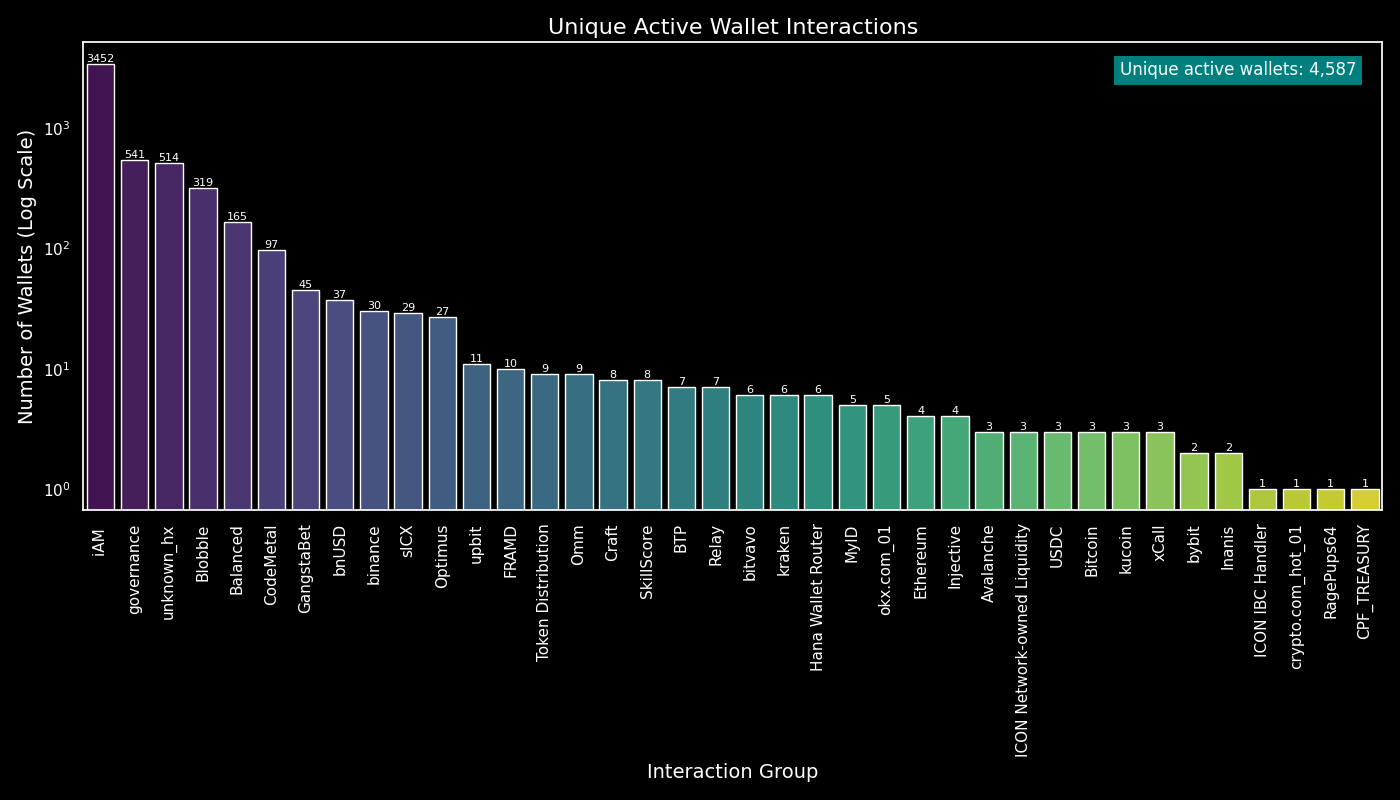 Unique Active Wallet Interactions
Unique active wallets: 4,587
Number of Wallets (Log Scale)
10³
10²
10¹
10⁰
3452
541
514
319
165
97
45
37
30
29
27
11
10
9
9
8
8
7
7
6
6
6
5
5
4
4
3
3
3
3
3
3
2
2
1
1
1
1
iAM
governance
unknown_hx
Blobble
Balanced
CodeMetal
GangstaBet
bnUSD
binance
sICX
Optimus
upbit
FRAMD
Token Distribution
Omm
Craft
SkillScore
BTP
Relay
bitvavo
kraken
Hana Wallet Router
MyID
okx.com_01
Ethereum
Injective
Avalanche
ICON Network-owned Liquidity
USDC
Bitcoin
kucoin
xCall
bybit
Inanis
ICON IBC Handler
crypto.com_hot_01
RagePups64
CPF_TREASURY
Interaction Group